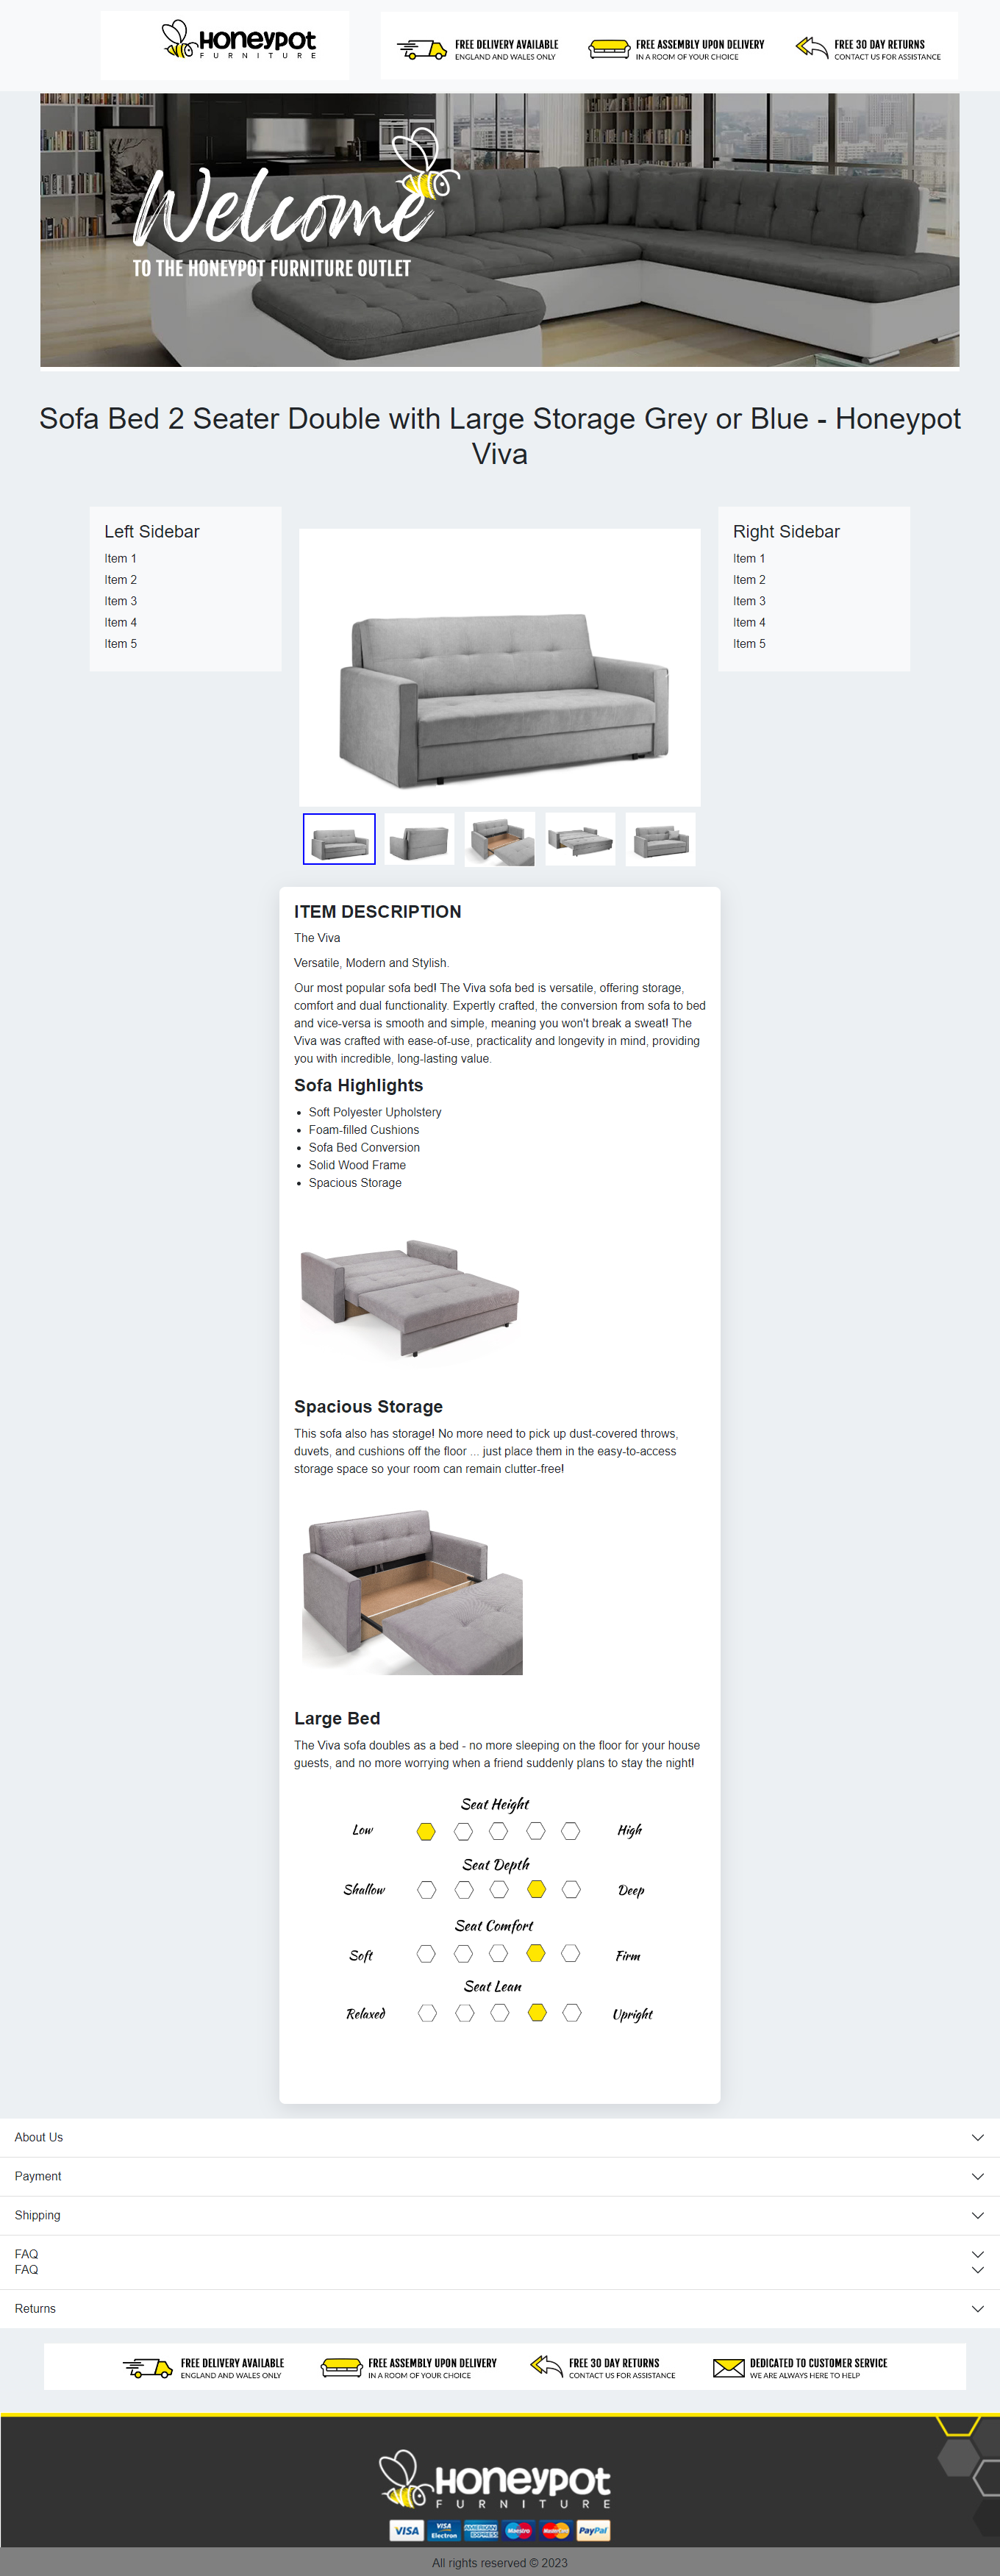 Honeypot
FURNITURE
FREE DELIVERY AVAILABLE
ENGLAND AND WALES ONLY
FREE ASSEMBLY UPON DELIVERY
IN A ROOM OF YOUR CHOICE
FREE 30 DAY RETURNS
CONTACT US FOR ASSISTANCE
Welcome
TO THE HONEYPOT FURNITURE OUTLET
Sofa Bed 2 Seater Double with Large Storage Grey or Blue - Honeypot
Viva
Left Sidebar
Item 1
Item 2
Item 3
Item 4
Item 5
Right Sidebar
Item 1
Item 2
Item 3
Item 4
Item 5
ITEM DESCRIPTION
The Viva
Versatile, Modern and Stylish.
Our most popular sofa bed! The Viva sofa bed is versatile, offering storage,
comfort and dual functionality. Expertly crafted, the conversion from sofa to bed
and vice-versa is smooth and simple, meaning you won't break a sweat! The
Viva was crafted with ease-of-use, practicality and longevity in mind, providing
you with incredible, long-lasting value.
Sofa Highlights
• Soft Polyester Upholstery
• Foam-filled Cushions
• Sofa Bed Conversion
• Solid Wood Frame
• Spacious Storage
Spacious Storage
This sofa also has storage! No more need to pick up dust-covered throws,
duvets, and cushions off the floor ... just place them in the easy-to-access
storage space so your room can remain clutter-free!
Large Bed
The Viva sofa doubles as a bed - no more sleeping on the floor for your house
guests, and no more worrying when a friend suddenly plans to stay the night!
Seat Height
Low High
Seat Depth
Shallow Deep
Seat Comfort
Soft Firm
Seat Lean
Relaxed Upright
About Us
Payment
Shipping
FAQ
FAQ
Returns
FREE DELIVERY AVAILABLE
ENGLAND AND WALES ONLY
FREE ASSEMBLY UPON DELIVERY
IN A ROOM OF YOUR CHOICE
FREE 30 DAY RETURNS
CONTACT US FOR ASSISTANCE
DEDICATED TO CUSTOMER SERVICE
WE ARE ALWAYS HERE TO HELP
Honeypot
FURNITURE
VISA
VISA Electron
AMERICAN EXPRESS
Maestro
MasterCard
PayPal
All rights reserved © 2023